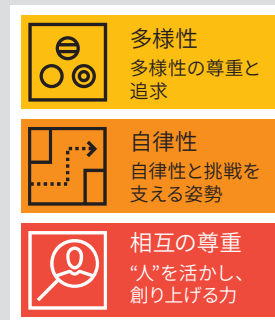 多様性
多様性の尊重と
追求
自律性
自律性と挑戦を
支える姿勢
相互の尊重
“人”を活かし、
創り上げる力